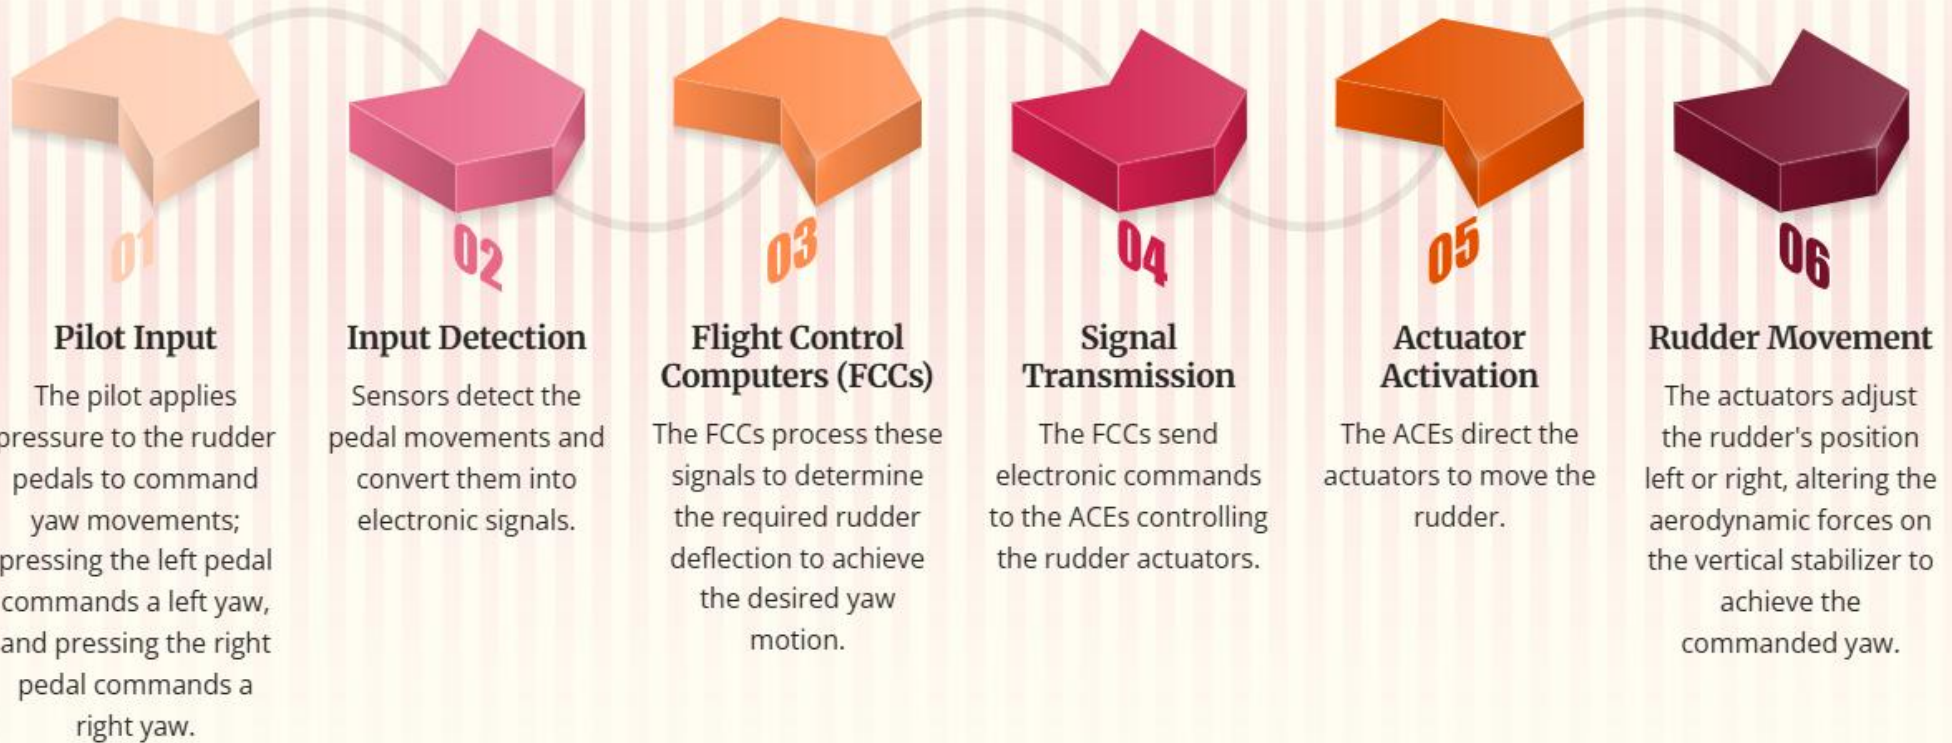 01
Pilot Input
The pilot applies
pressure to the rudder
pedals to command
yaw movements;
pressing the left pedal
commands a left yaw,
and pressing the right
pedal commands a
right yaw.
02
Input Detection
Sensors detect the
pedal movements and
convert them into
electronic signals.
03
Flight Control
Computers (FCCs)
The FCCs process these
signals to determine
the required rudder
deflection to achieve
the desired yaw
motion.
04
Signal
Transmission
The FCCs send
electronic commands
to the ACEs controlling
the rudder actuators.
05
Actuator
Activation
The ACEs direct the
actuators to move the
rudder.
06
Rudder Movement
The actuators adjust
the rudder's position
left or right, altering the
aerodynamic forces on
the vertical stabilizer to
achieve the
commanded yaw.